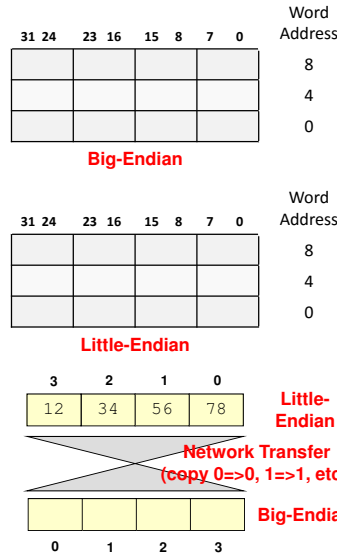 Word
31 24 23 16 15 8 7 0 Address
8
4
0
Big-Endian
Word
31 24 23 16 15 8 7 0 Address
8
4
0
Little-Endian
3 2 1 0
12 34 56 78 Little-
Endian
Network Transfer
(copy 0=>0, 1=>1, etc
Big-Endia
0 1 2 3